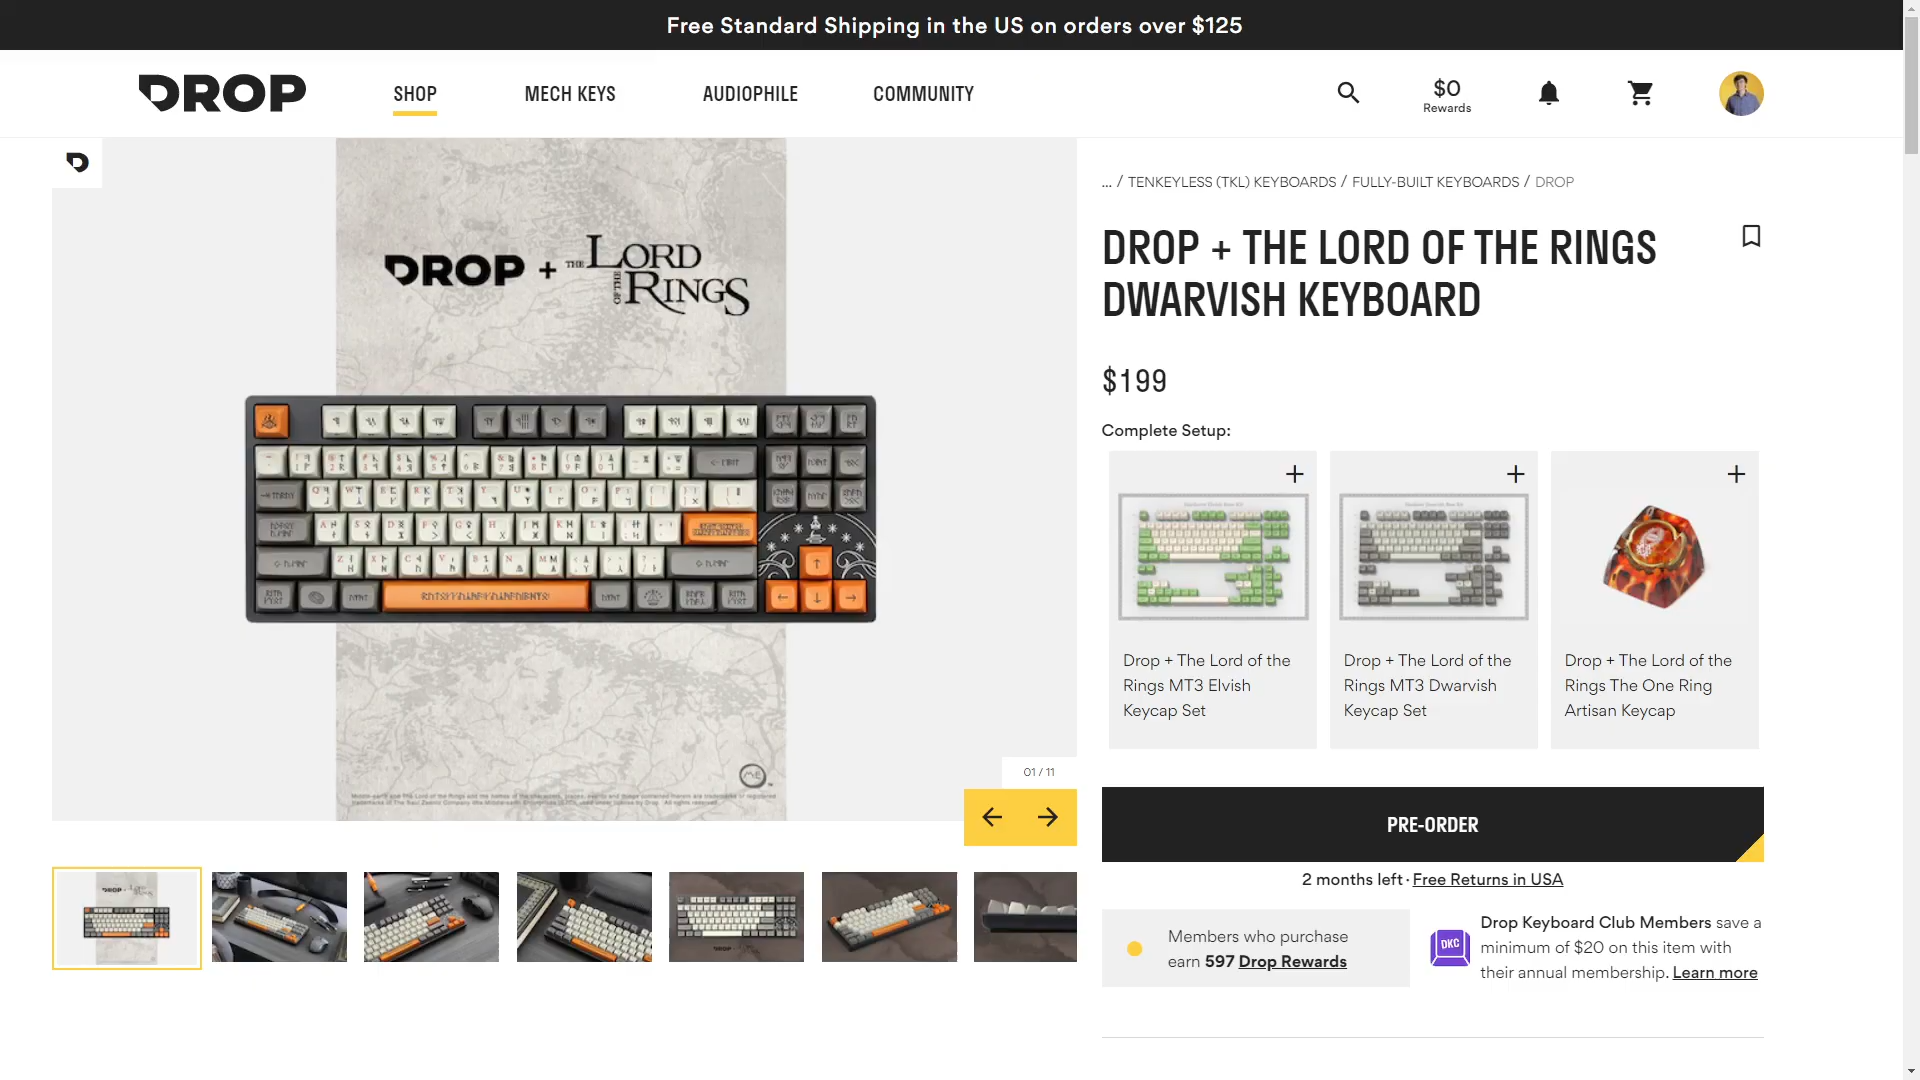 Free Standard Shipping in the US on orders over $125
DROP
SHOP
MECH KEYS
AUDIOPHILE
COMMUNITY
$0
Rewards
DROP + THE LORD OF THE RINGS
01 / 11
... / TENKEYLESS (TKL) KEYBOARDS / FULLY-BUILT KEYBOARDS / DROP
DROP + THE LORD OF THE RINGS
DWARVISH KEYBOARD
$199
Complete Setup:
Drop + The Lord of the
Rings MT3 Elvish
Keycap Set
Drop + The Lord of the
Rings MT3 Dwarvish
Keycap Set
Drop + The Lord of the
Rings The One Ring
Artisan Keycap
PRE-ORDER
2 months left · Free Returns in USA
Members who purchase
earn 597 Drop Rewards
DKC
Drop Keyboard Club Members save a
minimum of $20 on this item with
their annual membership. Learn more